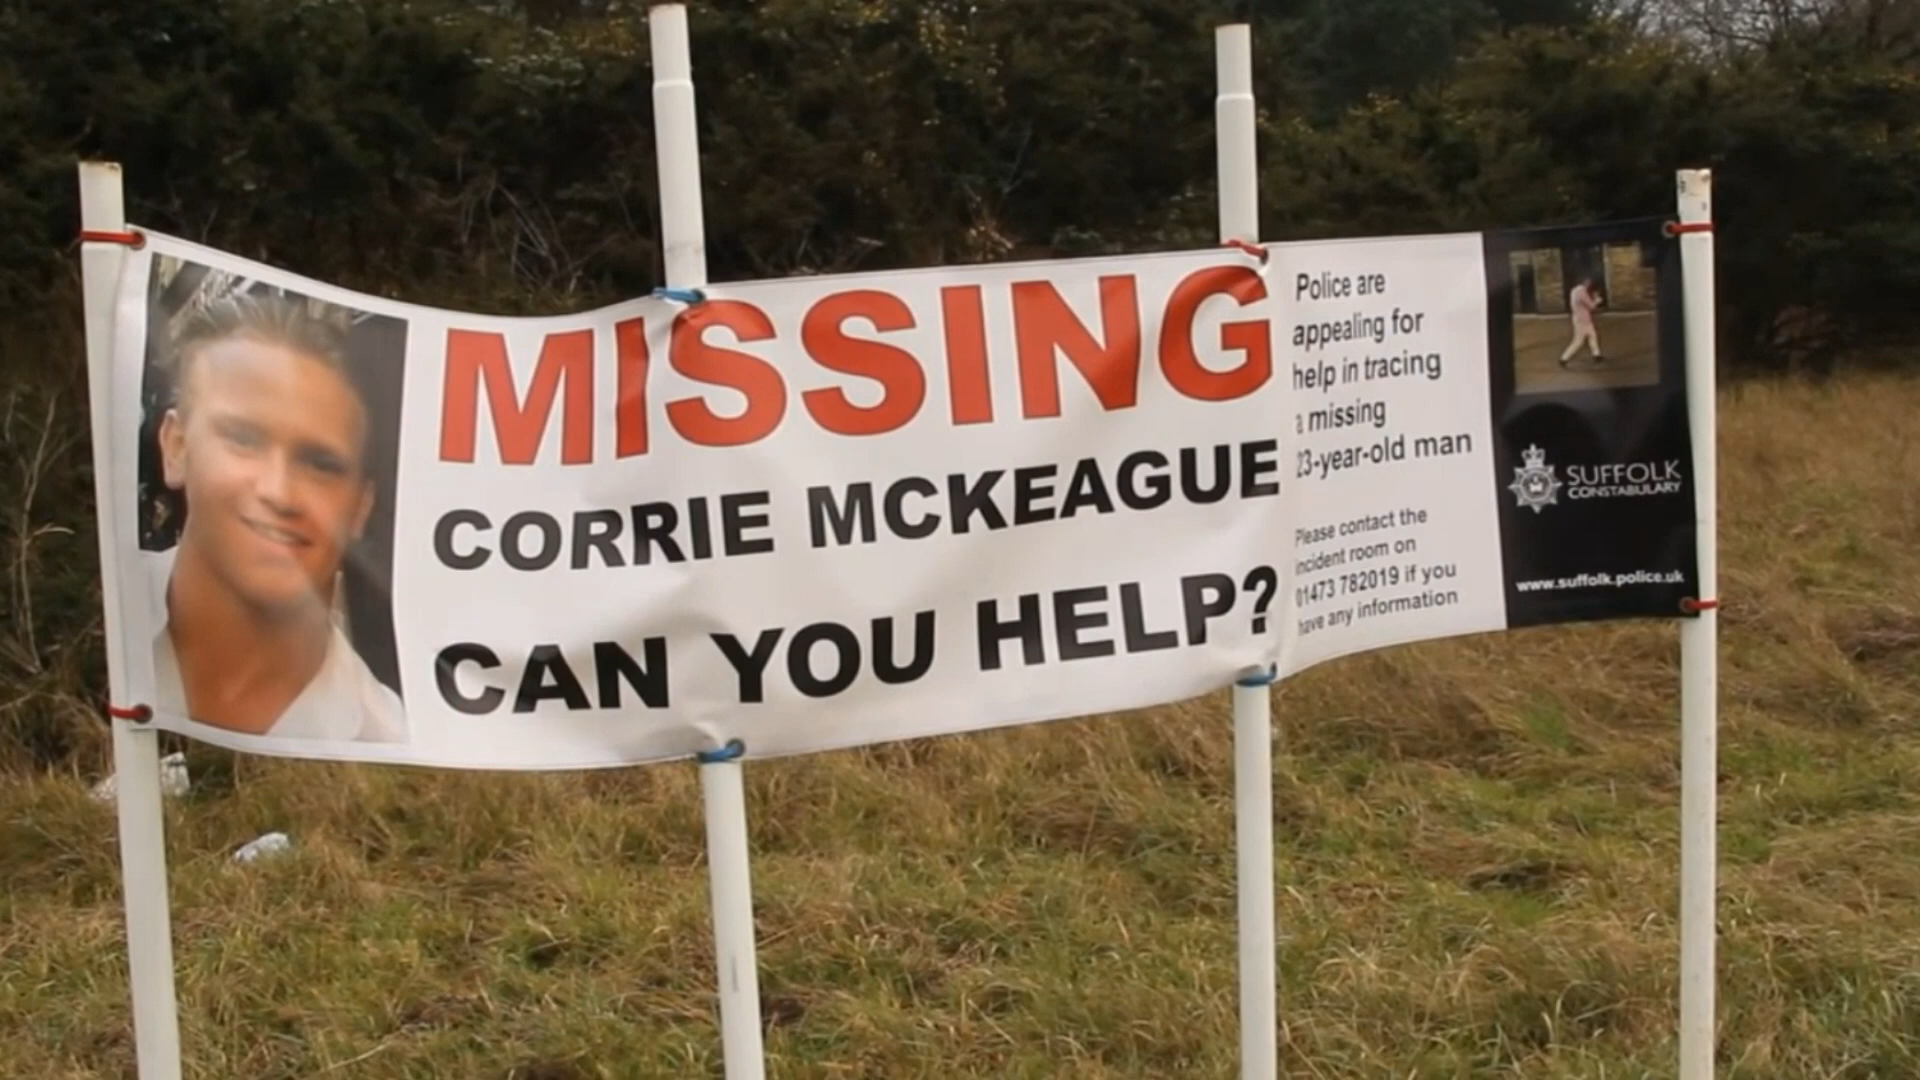 MISSING
CORRIE MCKEAGUE
CAN YOU HELP?
Police are
appealing for
help in tracing
a missing
23-year-old man
Please contact the
incident room on
01473 782019 if you
have any information
SUFFOLK
CONSTABULARY
www.suffolk.police.uk